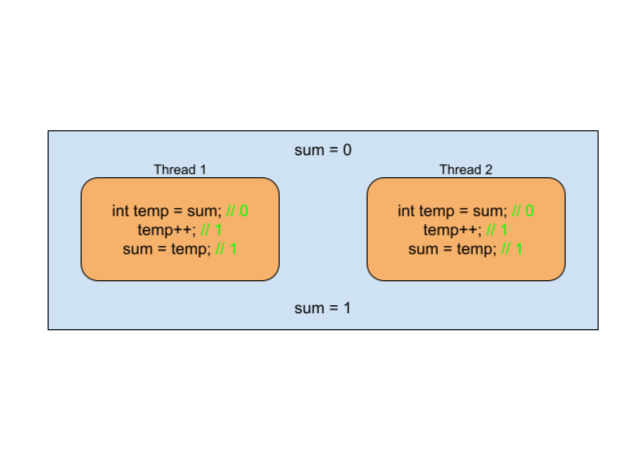 sum = 0
Thread 1
int temp = sum; // 0
temp++; // 1
sum = temp; // 1
Thread 2
int temp = sum; // 0
temp++; // 1
sum = temp; // 1
sum = 1